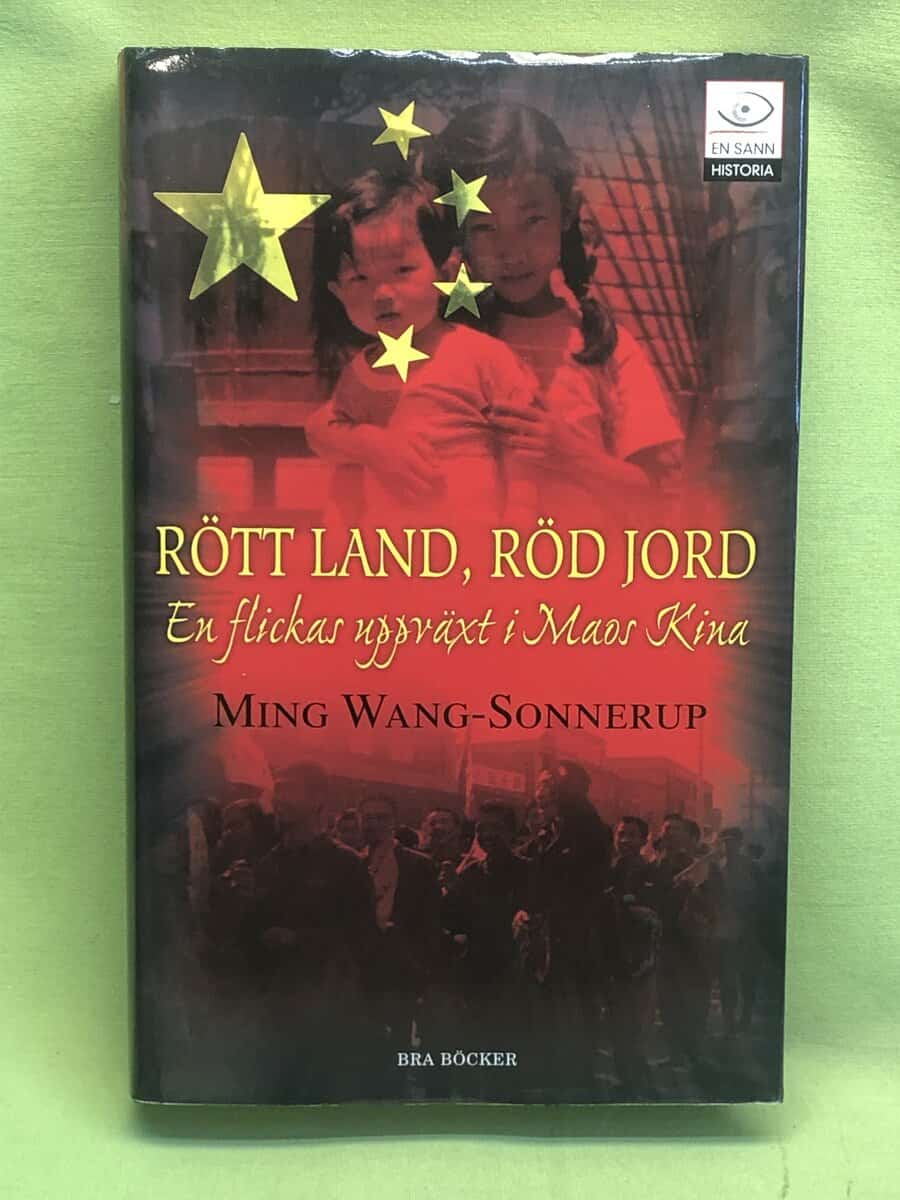 EN SANN
HISTORIA
RÖTT LAND, RÖD JORD
En flickas uppväxt i Maos Kina
MING WANG-SONNERUP
BRA BÖCKER